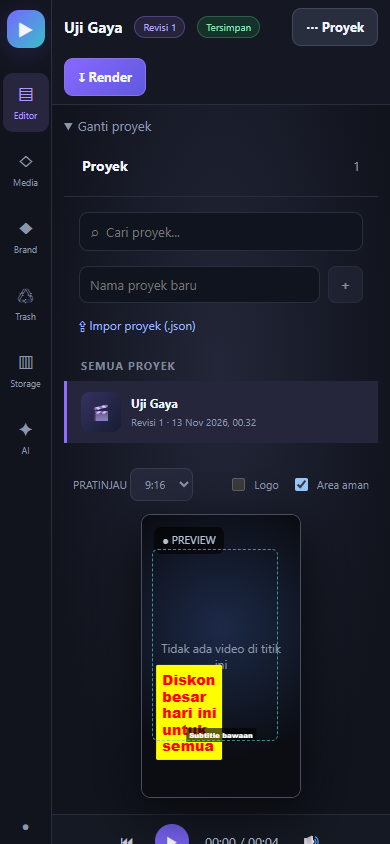 Uji Gaya
Revisi 1
Tersimpan
··· Proyek
↧ Render
Editor
Media
Brand
Trash
Storage
AI
▼ Ganti proyek
Proyek
1
Cari proyek...
Nama proyek baru
+
⇪ Impor proyek (.json)
SEMUA PROYEK
Uji Gaya
Revisi 1 · 13 Nov 2026, 00.32
PRATINJAU
9:16
Logo
Area aman
● PREVIEW
Tidak ada video di titik
ini
Diskon
besar
hari ini
untuk
semua
Subtitle bawaan
00:00 / 00:04